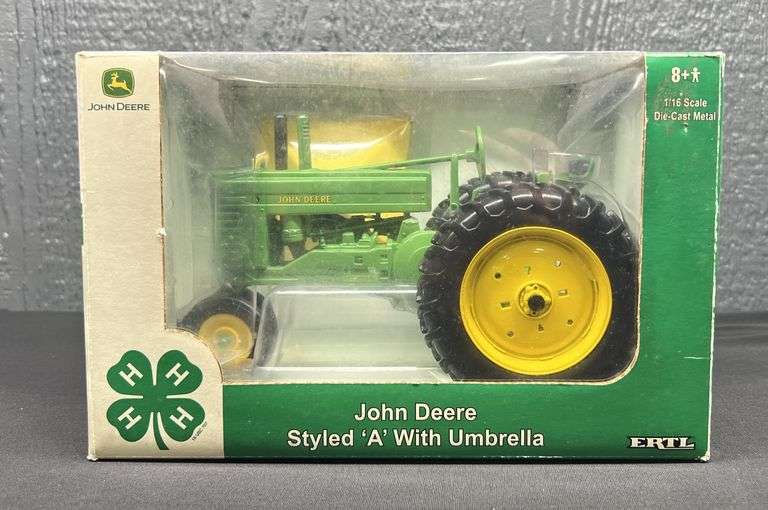 JOHN DEERE
8+
1/16 Scale
Die-Cast Metal
JOHN DEERE
H H
H H
John Deere
Styled ‘A’ With Umbrella
ERTL